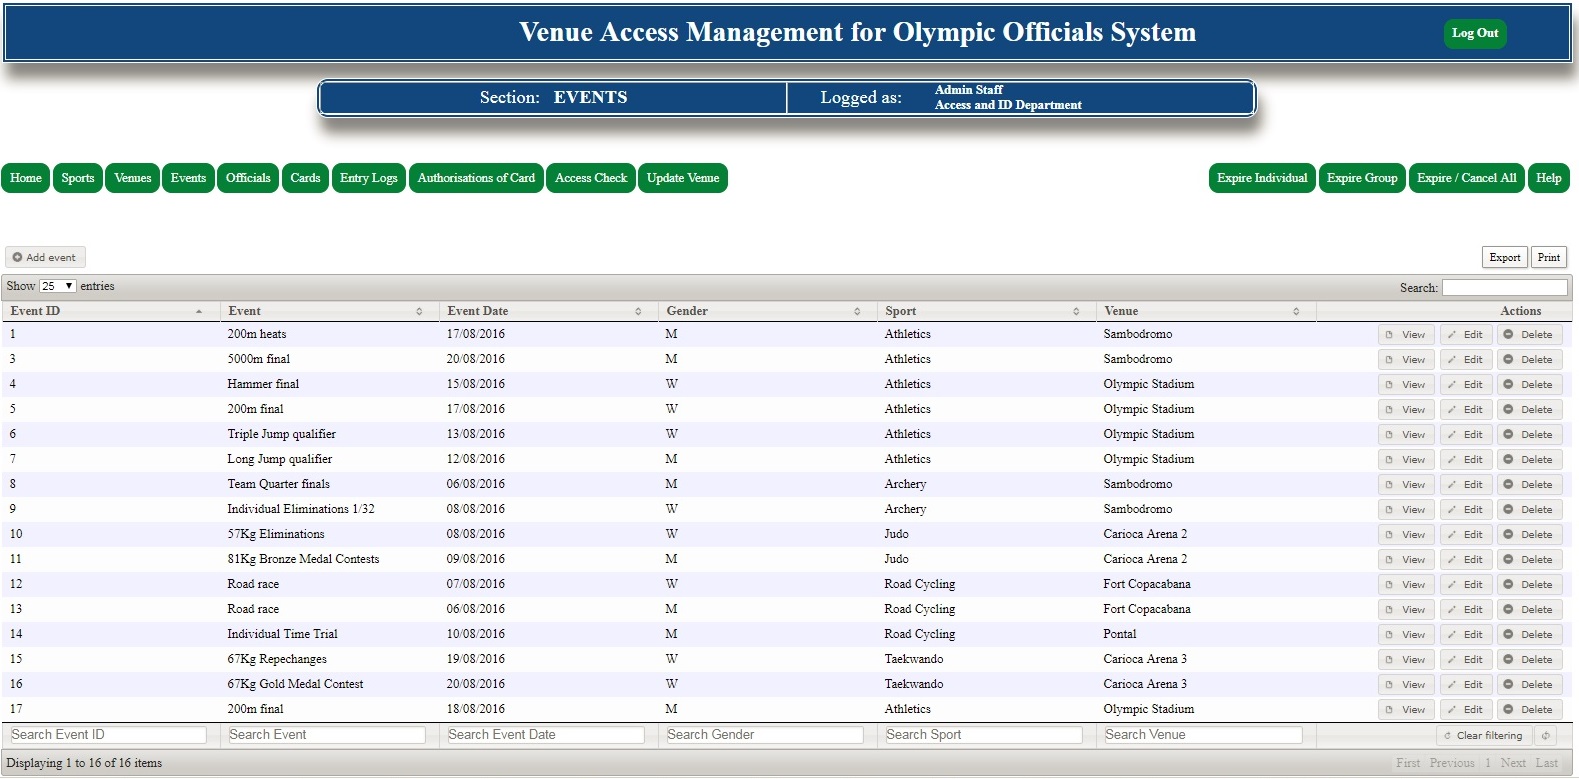 Venue Access Management for Olympic Officials System
Log Out
Section: EVENTS Logged as: Admin Staff
Access and ID Department
Home Sports Venues Events Officials Cards Entry Logs Authorisations of Card Access Check Update Venue Expire Individual Expire Group Expire / Cancel All Help
Add event Export Print
Show 25 entries Search:
Event ID Event Event Date Gender Sport Venue Actions
1 200m heats 17/08/2016 M Athletics Sambodromo View Edit Delete
3 5000m final 20/08/2016 M Athletics Sambodromo View Edit Delete
4 Hammer final 15/08/2016 W Athletics Olympic Stadium View Edit Delete
5 200m final 17/08/2016 W Athletics Olympic Stadium View Edit Delete
6 Triple Jump qualifier 13/08/2016 W Athletics Olympic Stadium View Edit Delete
7 Long Jump qualifier 12/08/2016 M Athletics Olympic Stadium View Edit Delete
8 Team Quarter finals 06/08/2016 M Archery Sambodromo View Edit Delete
9 Individual Eliminations 1/32 08/08/2016 W Archery Sambodromo View Edit Delete
10 57Kg Eliminations 08/08/2016 W Judo Carioca Arena 2 View Edit Delete
11 81Kg Bronze Medal Contests 09/08/2016 M Judo Carioca Arena 2 View Edit Delete
12 Road race 07/08/2016 W Road Cycling Fort Copacabana View Edit Delete
13 Road race 06/08/2016 M Road Cycling Fort Copacabana View Edit Delete
14 Individual Time Trial 10/08/2016 M Road Cycling Pontal View Edit Delete
15 67Kg Repechanges 19/08/2016 W Taekwando Carioca Arena 3 View Edit Delete
16 67Kg Gold Medal Contest 20/08/2016 W Taekwando Carioca Arena 3 View Edit Delete
17 200m final 18/08/2016 M Athletics Olympic Stadium View Edit Delete
Search Event ID Search Event Search Event Date Search Gender Search Sport Search Venue Clear filtering
Displaying 1 to 16 of 16 items First Previous 1 Next Last